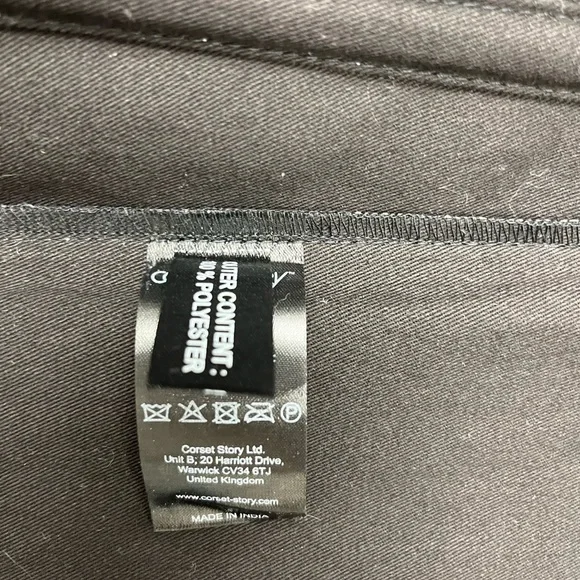 OUTER CONTENT:
% POLYESTER
P
Corset Story Ltd.
Unit B, 20 Harriott Drive,
Warwick CV34 6TJ
United Kingdom
www.corset-story.com
MADE IN INDIA